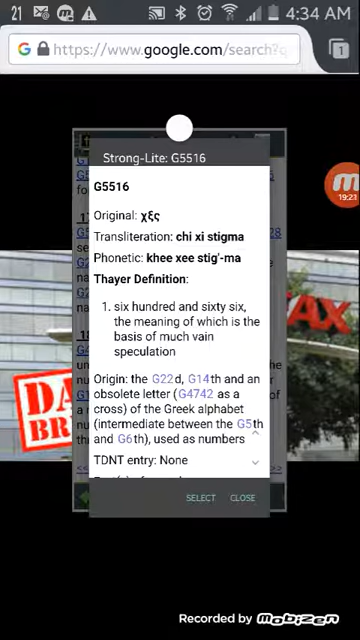 21
4:34 AM
https://www.google.com/search?q
1
Strong-Lite: G5516
G5516
Original: χξς
Transliteration: chi xi stigma
Phonetic: khee xee stig'-ma
Thayer Definition:
1. six hundred and sixty six,
the meaning of which is the
basis of much vain
speculation
Origin: the G22d, G14th and an
obsolete letter (G4742 as a
cross) of the Greek alphabet
(intermediate between the G5th
and G6th), used as numbers
TDNT entry: None
SELECT CLOSE
19:23
AX
DA
BR
Recorded by Mobizen